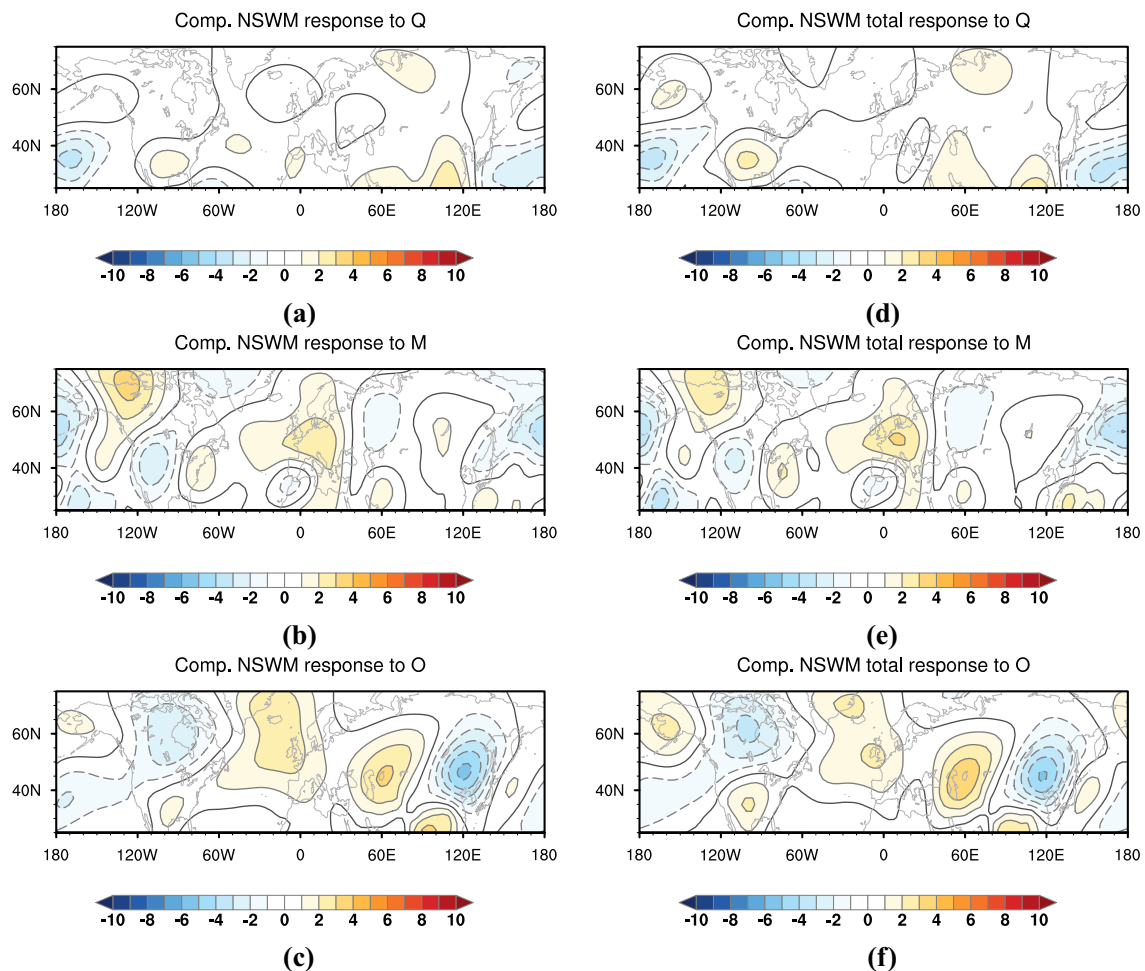 Comp. NSWM response to Q
60N
40N
180 120W 60W 0 60E 120E 180
-10 -8 -6 -4 -2 0 2 4 6 8 10
(a)
Comp. NSWM total response to Q
60N
40N
180 120W 60W 0 60E 120E 180
-10 -8 -6 -4 -2 0 2 4 6 8 10
(d)
Comp. NSWM response to M
60N
40N
180 120W 60W 0 60E 120E 180
-10 -8 -6 -4 -2 0 2 4 6 8 10
(b)
Comp. NSWM total response to M
60N
40N
180 120W 60W 0 60E 120E 180
-10 -8 -6 -4 -2 0 2 4 6 8 10
(e)
Comp. NSWM response to O
60N
40N
180 120W 60W 0 60E 120E 180
-10 -8 -6 -4 -2 0 2 4 6 8 10
(c)
Comp. NSWM total response to O
60N
40N
180 120W 60W 0 60E 120E 180
-10 -8 -6 -4 -2 0 2 4 6 8 10
(f)